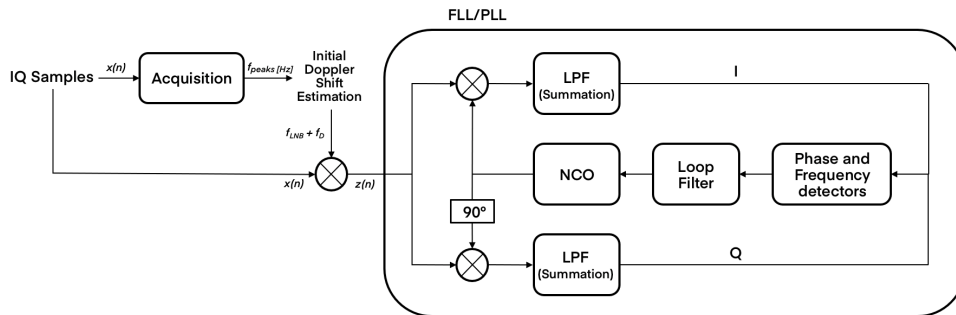 FLL/PLL
IQ Samples
x(n)
Acquisition
f_peaks [Hz]
Initial
Doppler
Shift
Estimation
f_LNB + f_D
x(n)
z(n)
LPF
(Summation)
I
NCO
Loop
Filter
Phase and
Frequency
detectors
90º
LPF
(Summation)
Q